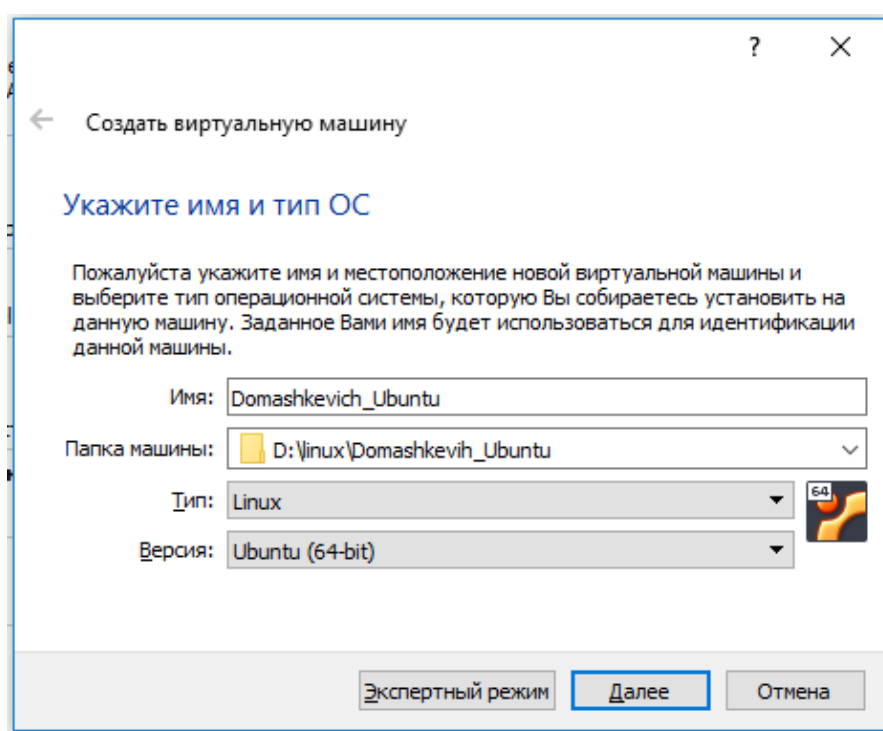 ?
Создать виртуальную машину
Укажите имя и тип ОС
Пожалуйста укажите имя и местоположение новой виртуальной машины и
выберите тип операционной системы, которую Вы собираетесь установить на
данную машину. Заданное Вами имя будет использоваться для идентификации
данной машины.
Имя: Domashkevich_Ubuntu
Папка машины: D:\linux\Domashkevih_Ubuntu
Тип: Linux
64
Версия: Ubuntu (64-bit)
Экспертный режим Далее Отмена